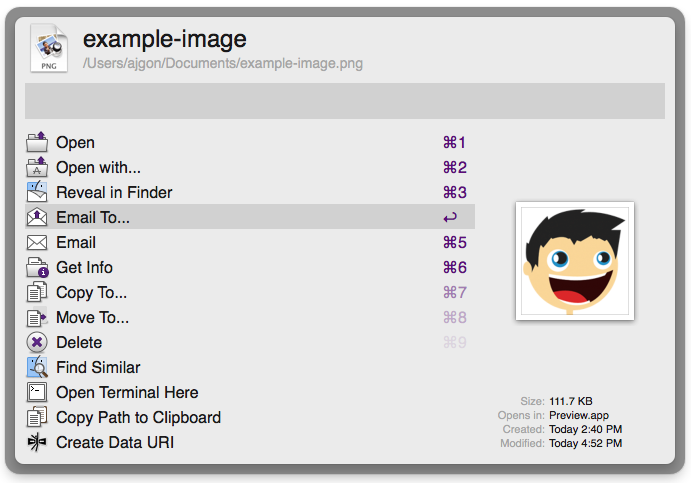 example-image
/Users/ajgon/Documents/example-image.png
PNG
Open ⌘1
Open with... ⌘2
Reveal in Finder ⌘3
Email To... ↩
Email ⌘5
Get Info ⌘6
Copy To... ⌘7
Move To... ⌘8
Delete ⌘9
Find Similar
Open Terminal Here
Copy Path to Clipboard
Create Data URI
Size: 111.7 KB
Opens in: Preview.app
Created: Today 2:40 PM
Modified: Today 4:52 PM